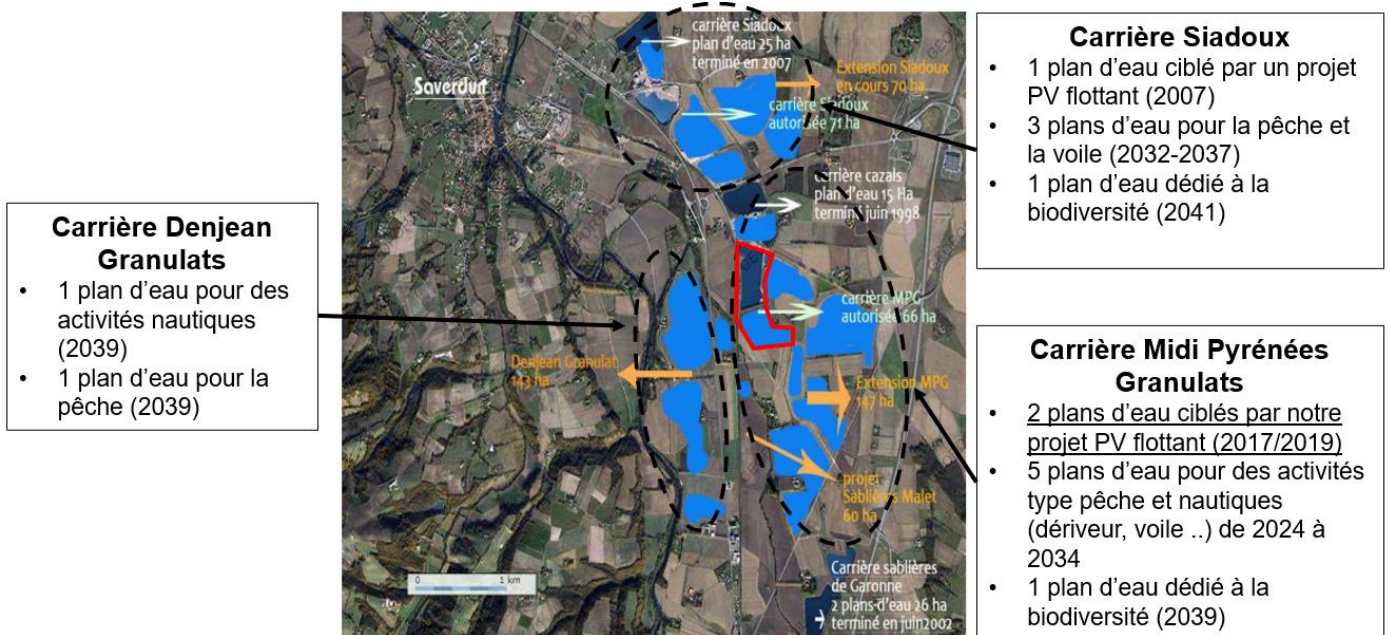 Carrière Denjean
Granulats
• 1 plan d'eau pour des
activités nautiques
(2039)
• 1 plan d'eau pour la
pêche (2039)
Saverdun
carrière Siadoux
plan d'eau 25 ha
terminé en 2007
Extension Siadoux
en cours 70 ha
carrière Siadoux
autorisée 71 ha
carrière cazals
plan d'eau 15 Ha
terminé juin 1998
carrière MPG
autorisée 66 ha
Denjean Granulat
143 ha
Extension MPG
147 ha
projet
Sablières Malet
60 ha
Carrière sablières
de Garonne
2 plans-d'eau 26 ha
terminé en juin2002
0 1 km
Carrière Siadoux
• 1 plan d'eau ciblé par un projet
PV flottant (2007)
• 3 plans d'eau pour la pêche et
la voile (2032-2037)
• 1 plan d'eau dédié à la
biodiversité (2041)
Carrière Midi Pyrénées
Granulats
• 2 plans d'eau ciblés par notre
projet PV flottant (2017/2019)
• 5 plans d'eau pour des activités
type pêche et nautiques
(dériveur, voile ..) de 2024 à
2034
• 1 plan d'eau dédié à la
biodiversité (2039)